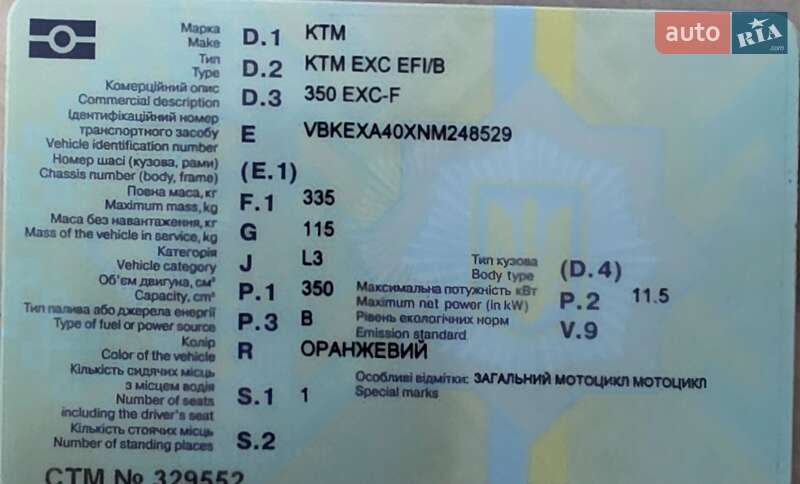 auto RIA .com
Марка
Make D.1 KTM
Тип
Type D.2 KTM EXC EFI/B
Комерційний опис
Commercial description D.3 350 EXC-F
Ідентифікаційний номер
транспортного засобу
Vehicle identification number E VBKEXA40XNM248529
Номер шасі (кузова, рами)
Chassis number (body, frame) (E.1)
Повна маса, кг
Maximum mass, kg F.1 335
Маса без навантаження, кг
Mass of the vehicle in service, kg G 115
Категорія
Vehicle category J L3
Тип кузова
Body type (D.4)
Об'єм двигуна, см³
Capacity, cm³ P.1 350
Максимальна потужність кВт
Maximum net power (in kW) P.2 11.5
Тип палива або джерела енергії
Type of fuel or power source P.3 B
Рівень екологічних норм
Emission standard V.9
Колір
Color of the vehicle R ОРАНЖЕВИЙ
Кількість сидячих місць
з місцем водія
Number of seats
including the driver's seat S.1 1
Особливі відмітки: ЗАГАЛЬНИЙ МОТОЦИКЛ МОТОЦИКЛ
Special marks
Кількість стоячих місць
Number of standing places S.2
СТМ № 329552